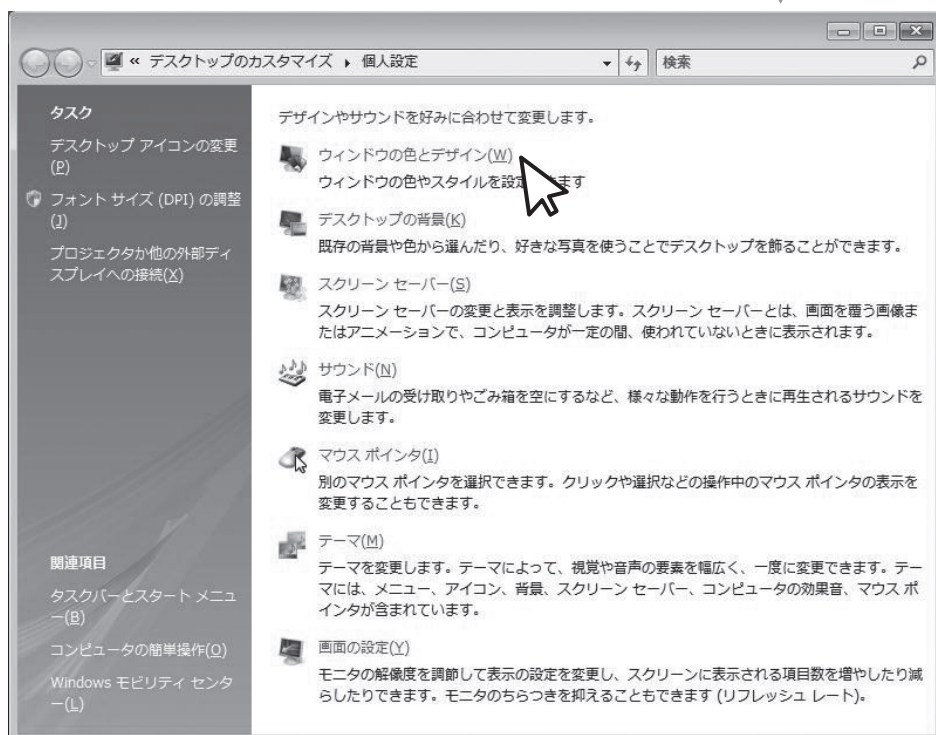 « デスクトップのカスタマイズ ▸ 個人設定
検索
タスク
デスクトップ アイコンの変更
(P)
フォント サイズ (DPI) の調整
(J)
プロジェクタか他の外部ディ
スプレイへの接続(X)
関連項目
タスクバーとスタート メニュ
ー(B)
コンピュータの簡単操作(O)
Windows モビリティ センタ
ー(L)
デザインやサウンドを好みに合わせて変更します。
ウィンドウの色とデザイン(W)
ウィンドウの色やスタイルを設定 きます
デスクトップの背景(K)
既存の背景や色から選んだり、好きな写真を使うことでデスクトップを飾ることができます。
スクリーン セーバー(S)
スクリーン セーバーの変更と表示を調整します。スクリーン セーバーとは、画面を覆う画像ま
たはアニメーションで、コンピュータが一定の間、使われていないときに表示されます。
サウンド(N)
電子メールの受け取りやごみ箱を空にするなど、様々な動作を行うときに再生されるサウンドを
変更します。
マウス ポインタ(I)
別のマウス ポインタを選択できます。クリックや選択などの操作中のマウス ポインタの表示を
変更することもできます。
テーマ(M)
テーマを変更します。テーマによって、視覚や音声の要素を幅広く、一度に変更できます。テー
マには、メニュー、アイコン、背景、スクリーン セーバー、コンピュータの効果音、マウス ポ
インタが含まれています。
画面の設定(Y)
モニタの解像度を調節して表示の設定を変更し、スクリーンに表示される項目数を増やしたり減
らしたりできます。モニタのちらつきを抑えることもできます (リフレッシュ レート)。